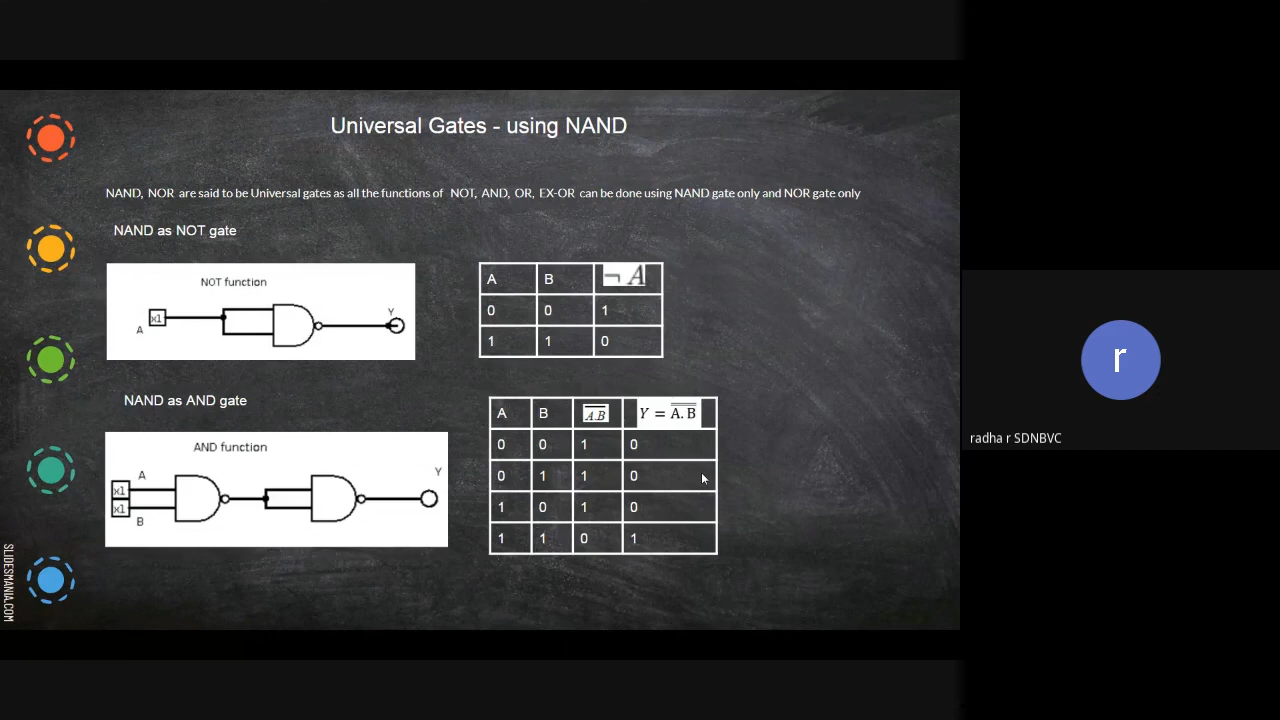 Universal Gates - using NAND
NAND, NOR are said to be Universal gates as all the functions of NOT, AND, OR, EX-OR can be done using NAND gate only and NOR gate only
NAND as NOT gate
NOT function
x1
A
Y
A B ¬ A
0 0 1
1 1 0
NAND as AND gate
AND function
A
x1
x1
B
Y
A B \overline{A.B} Y = \overline{\overline{A.B}}
0 0 1 0
0 1 1 0
1 0 1 0
1 1 0 1
SLIDESMANIA.COM
r
radha r SDNBVC